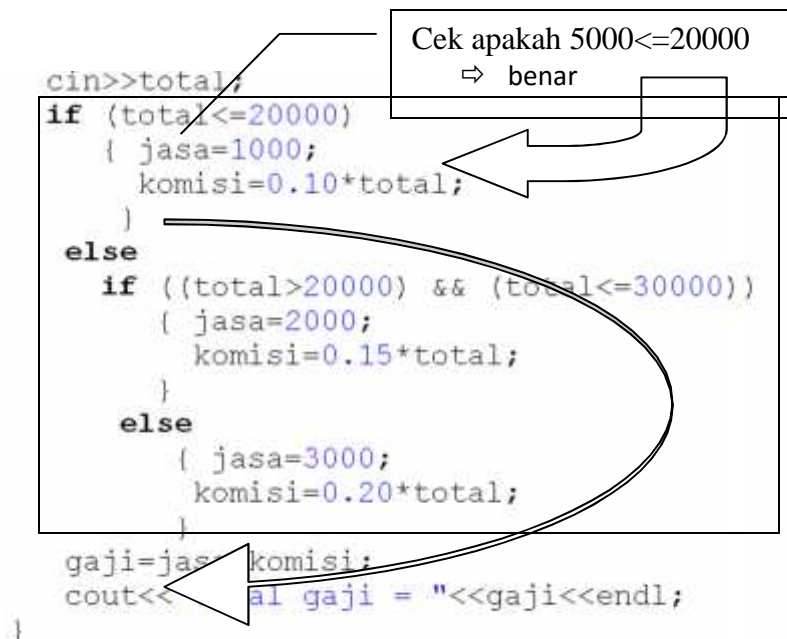 Cek apakah 5000<=20000
⇨ benar
cin>>total;
if (total<=20000)
{ jasa=1000;
komisi=0.10*total;
}
else
if ((total>20000) && (total<=30000))
{ jasa=2000;
komisi=0.15*total;
}
else
{ jasa=3000;
komisi=0.20*total;
}
gaji=jasa komisi;
cout<< al gaji = "<<gaji<<endl;
}